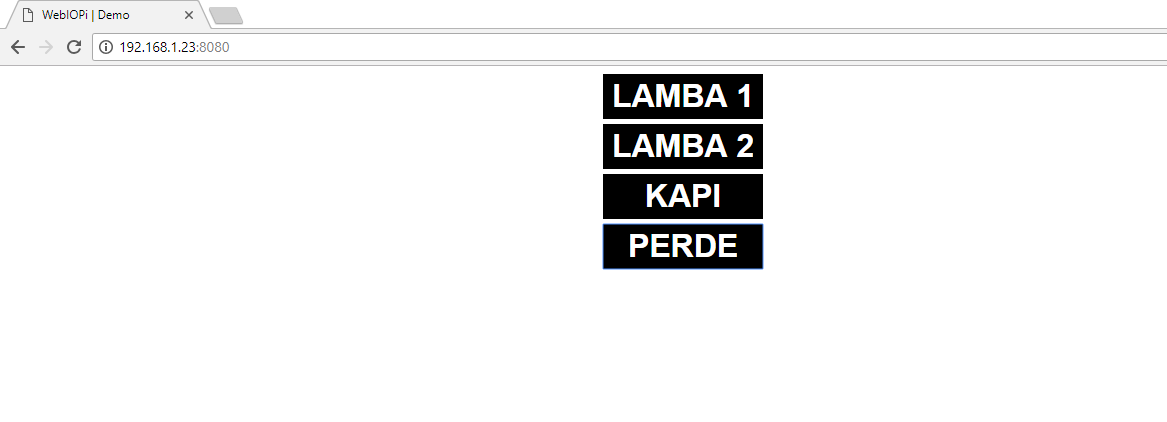 WebIOPi | Demo
192.168.1.23:8080
LAMBA 1
LAMBA 2
KAPI
PERDE